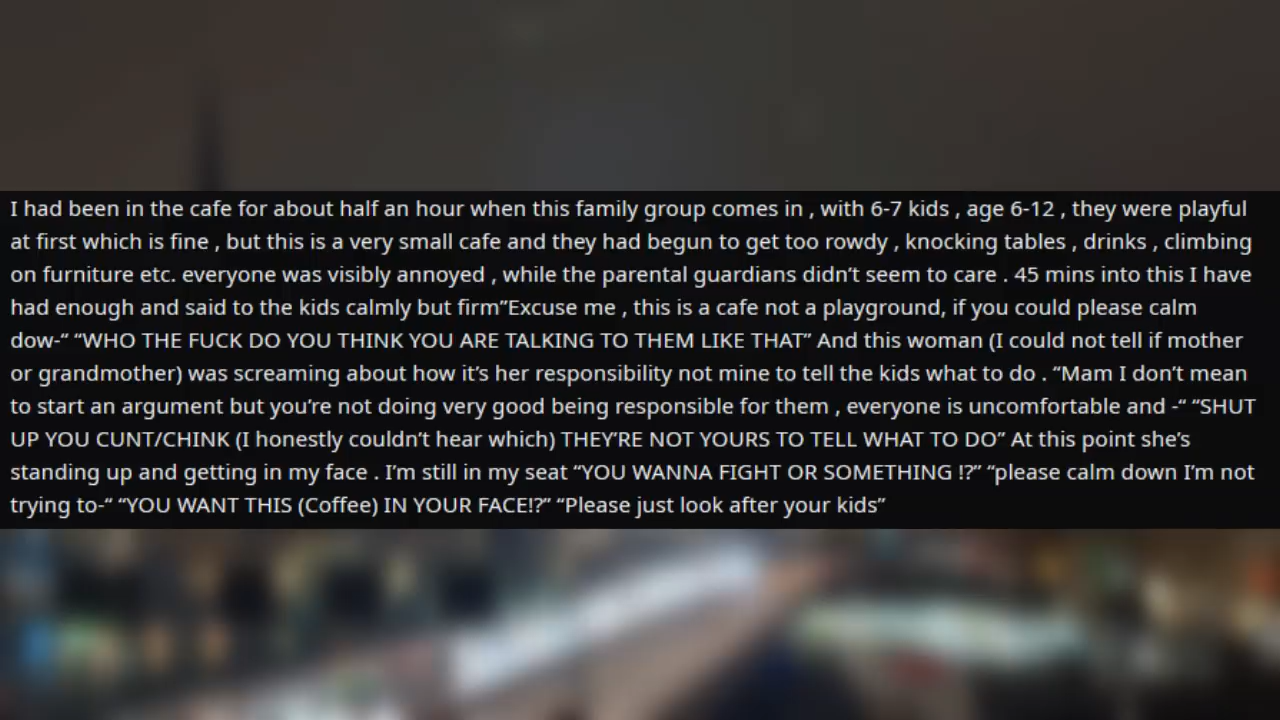 I had been in the cafe for about half an hour when this family group comes in , with 6-7 kids , age 6-12 , they were playful
at first which is fine , but this is a very small cafe and they had begun to get too rowdy , knocking tables , drinks , climbing
on furniture etc. everyone was visibly annoyed , while the parental guardians didn’t seem to care . 45 mins into this I have
had enough and said to the kids calmly but firm”Excuse me , this is a cafe not a playground, if you could please calm
dow-“ “WHO THE FUCK DO YOU THINK YOU ARE TALKING TO THEM LIKE THAT” And this woman (I could not tell if mother
or grandmother) was screaming about how it’s her responsibility not mine to tell the kids what to do . “Mam I don’t mean
to start an argument but you’re not doing very good being responsible for them , everyone is uncomfortable and -“ “SHUT
UP YOU CUNT/CHINK (I honestly couldn’t hear which) THEY’RE NOT YOURS TO TELL WHAT TO DO” At this point she’s
standing up and getting in my face . I’m still in my seat “YOU WANNA FIGHT OR SOMETHING !?” “please calm down I’m not
trying to-“ “YOU WANT THIS (Coffee) IN YOUR FACE!?” “Please just look after your kids”